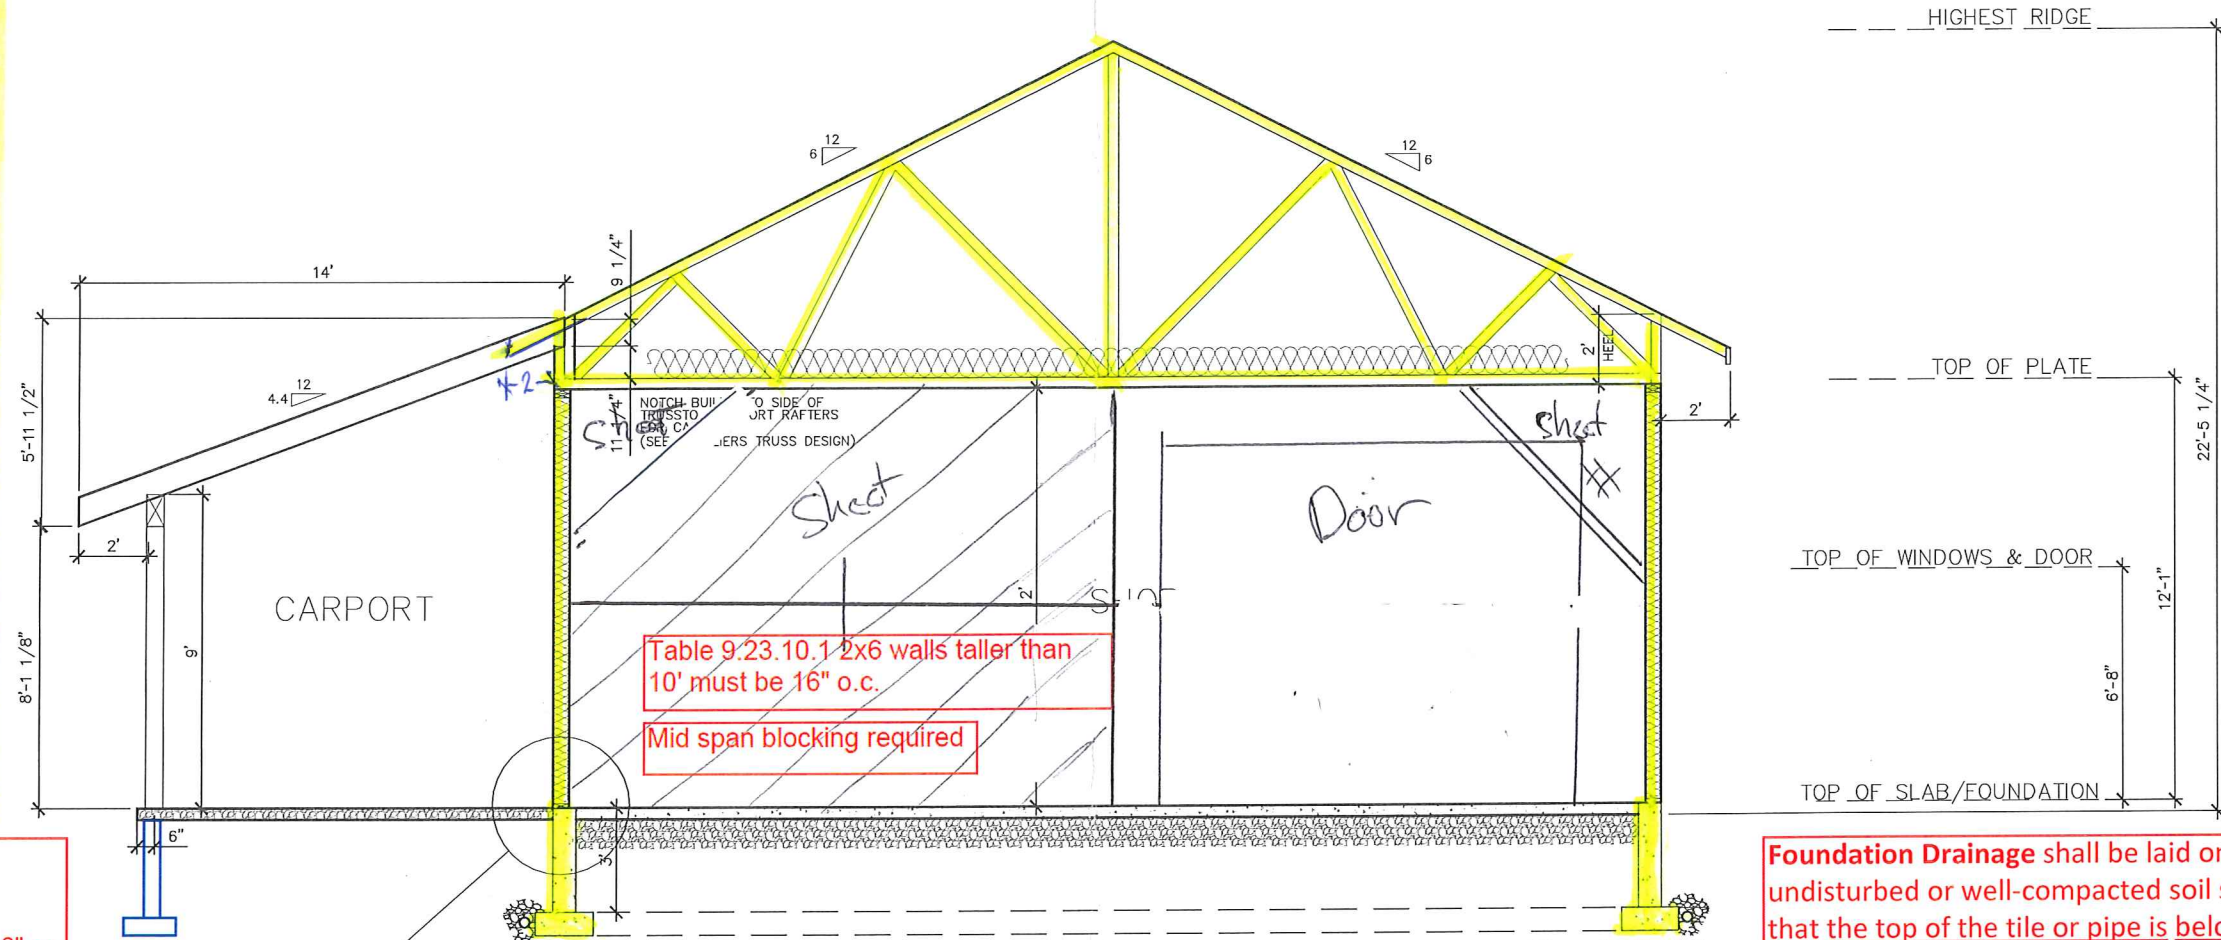 HIGHEST RIDGE
12
6
12
6
14'
9 1/4"
2'
HEEL
TOP OF PLATE
22'-5 1/4"
5'-11 1/2"
12
4.4
2'
NOTCH
TO SIDE OF
RAFTERS
(SEE
TRUSS DESIGN)
11 1/4"
sheet
Sheet
Door
2'
2'
TOP OF WINDOWS & DOOR
12'-1"
CARPORT
9'
8'-1 1/8"
2'
Table 9.23.10.1 2x6 walls taller than
10' must be 16" o.c.
Mid span blocking required
6'-8"
TOP OF SLAB/FOUNDATION
6"
3'
Foundation Drainage shall be laid on
undisturbed or well-compacted soil
that the top of the tile or pipe is